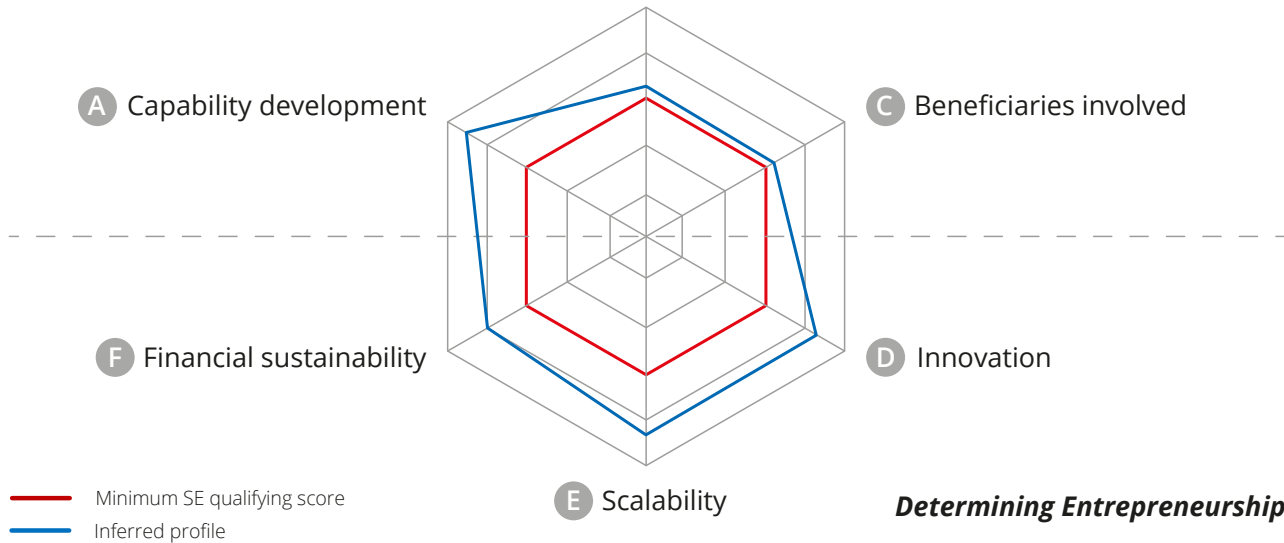 A Capability development
C Beneficiaries involved
F Financial sustainability
D Innovation
E Scalability
Minimum SE qualifying score
Inferred profile
Determining Entrepreneurship